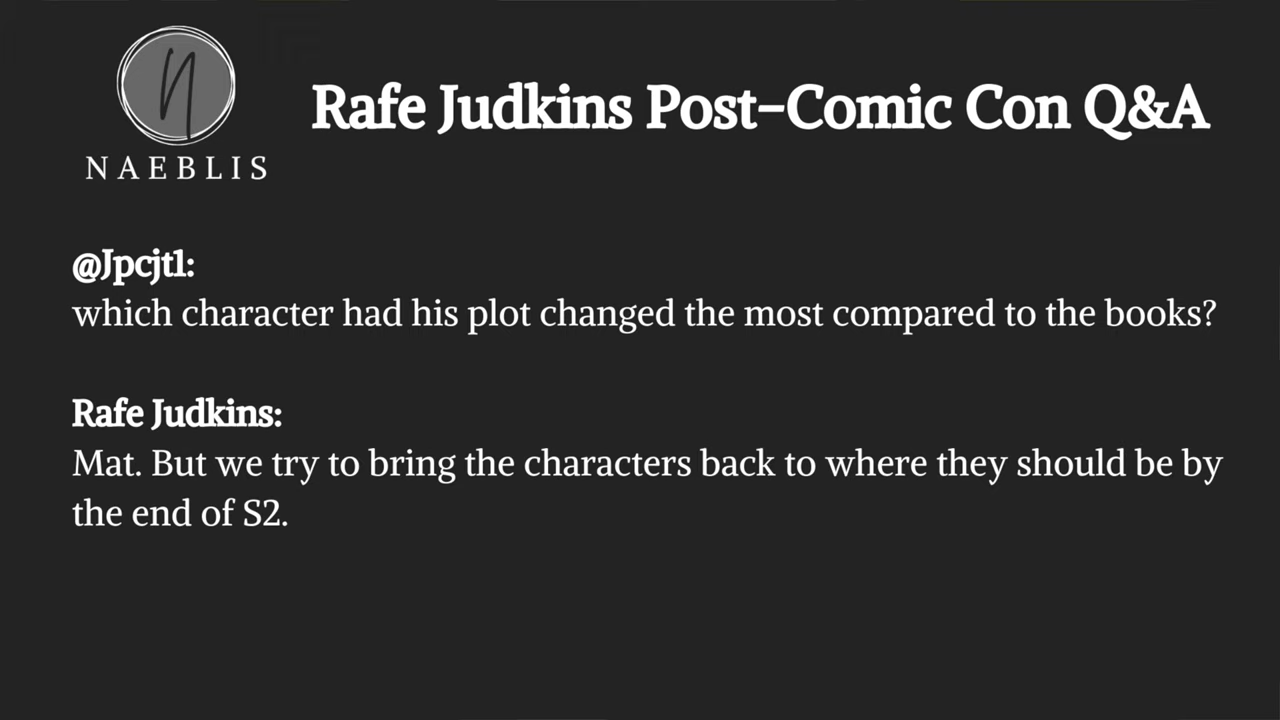 n
NAEBLIS
Rafe Judkins Post-Comic Con Q&A
@Jpcjtl:
which character had his plot changed the most compared to the books?
Rafe Judkins:
Mat. But we try to bring the characters back to where they should be by
the end of S2.